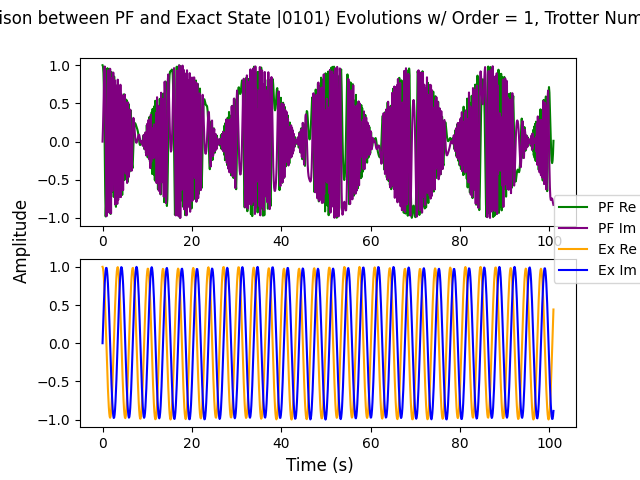 ison between PF and Exact State |0101⟩ Evolutions w/ Order = 1, Trotter Num
1.0
0.5
0.0
−0.5
−1.0
0 20 40 60 80 100
Amplitude
PF Re
PF Im
Ex Re
Ex Im
1.0
0.5
0.0
−0.5
−1.0
0 20 40 60 80 100
Time (s)